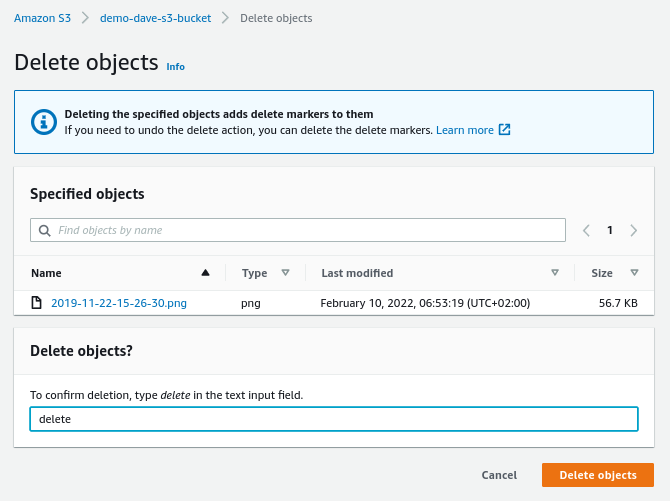 Amazon S3 > demo-dave-s3-bucket > Delete objects
Delete objects Info
Deleting the specified objects adds delete markers to them
If you need to undo the delete action, you can delete the delete markers. Learn more
Specified objects
Find objects by name
1
Name Type Last modified Size
2019-11-22-15-26-30.png png February 10, 2022, 06:53:19 (UTC+02:00) 56.7 KB
Delete objects?
To confirm deletion, type delete in the text input field.
delete
Cancel Delete objects